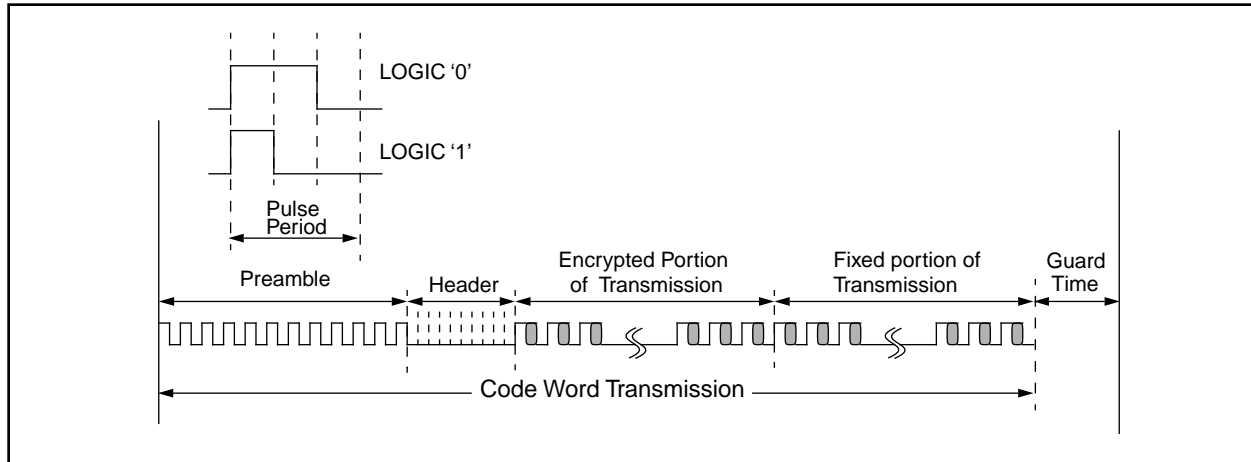 LOGIC ‘0’
LOGIC ‘1’
Pulse
Period
Preamble
Header
Encrypted Portion
of Transmission
Fixed portion of
Transmission
Guard
Time
Code Word Transmission